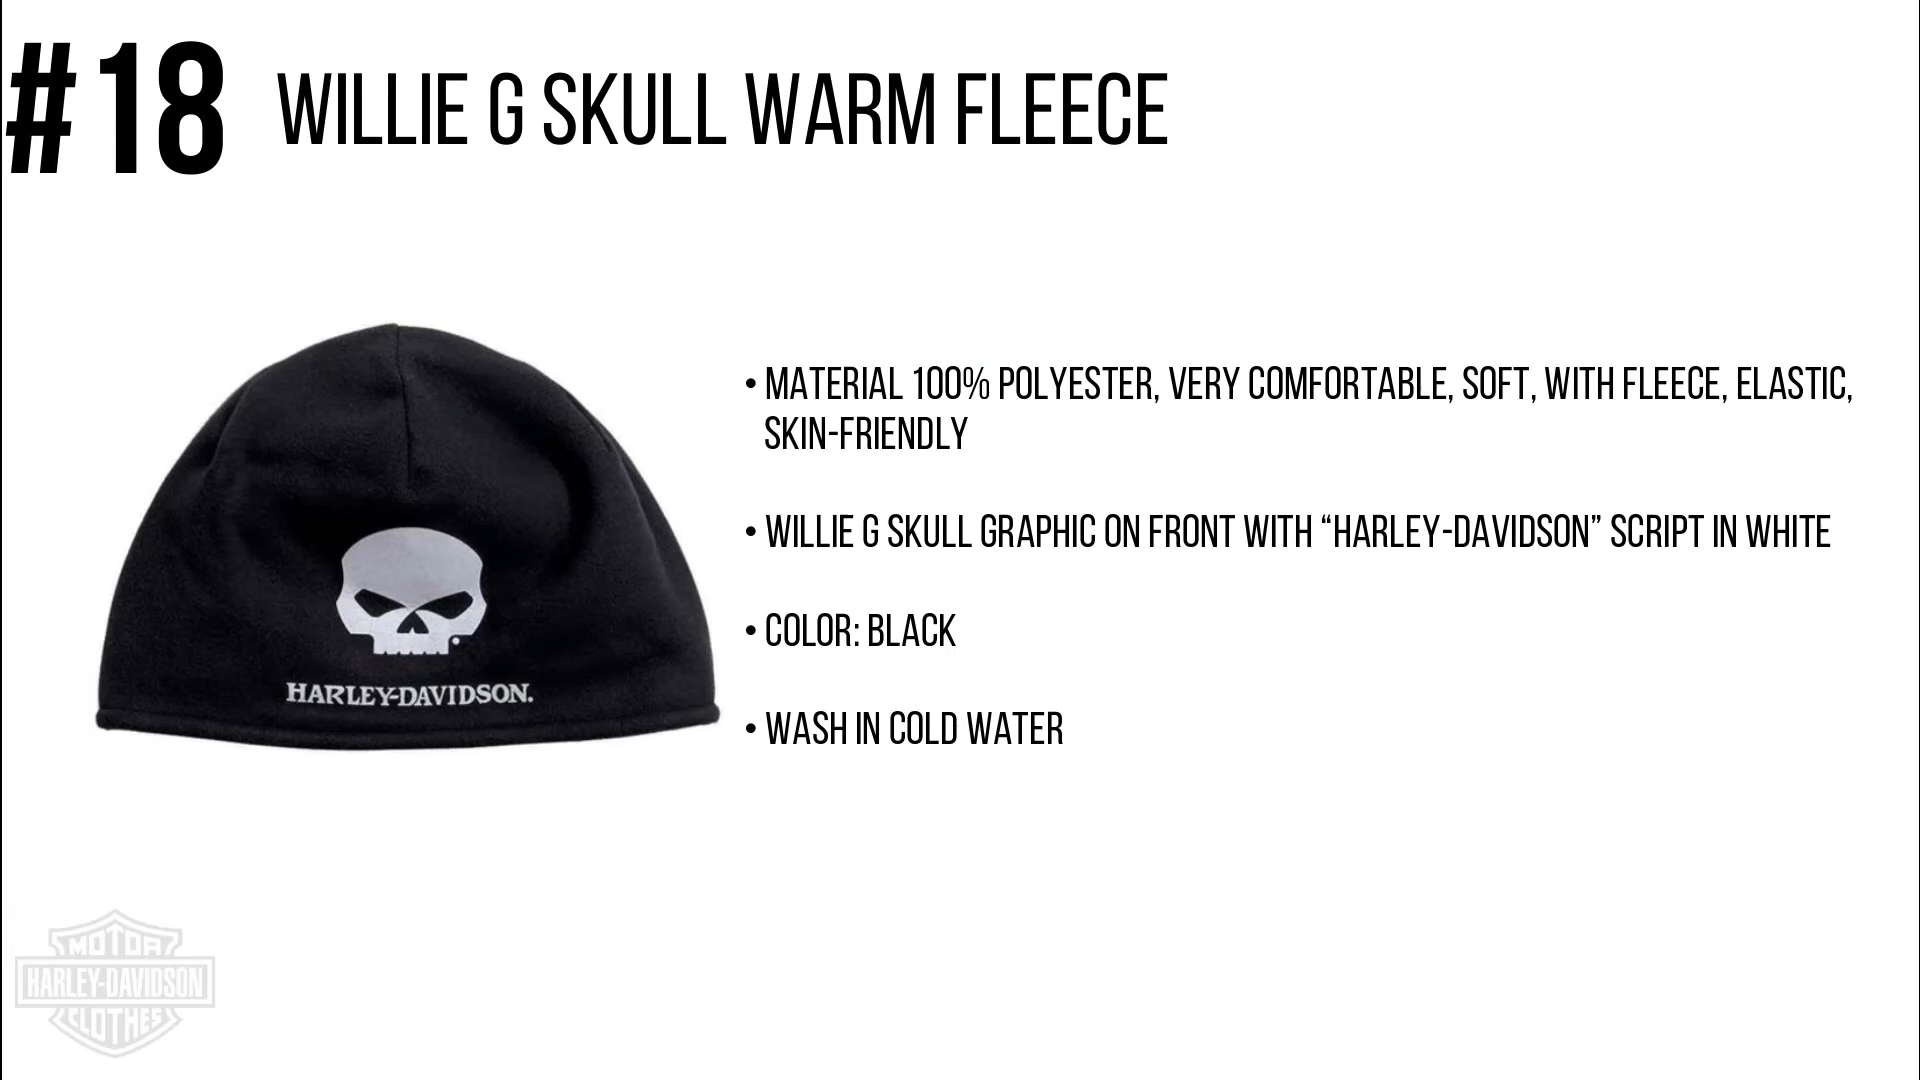 #18 WILLIE G SKULL WARM FLEECE
• MATERIAL 100% POLYESTER, VERY COMFORTABLE, SOFT, WITH FLEECE, ELASTIC,
SKIN-FRIENDLY
• WILLIE G SKULL GRAPHIC ON FRONT WITH “HARLEY-DAVIDSON” SCRIPT IN WHITE
• COLOR: BLACK
• WASH IN COLD WATER
HARLEY-DAVIDSON.
MOTOR
HARLEY-DAVIDSON
CLOTHES